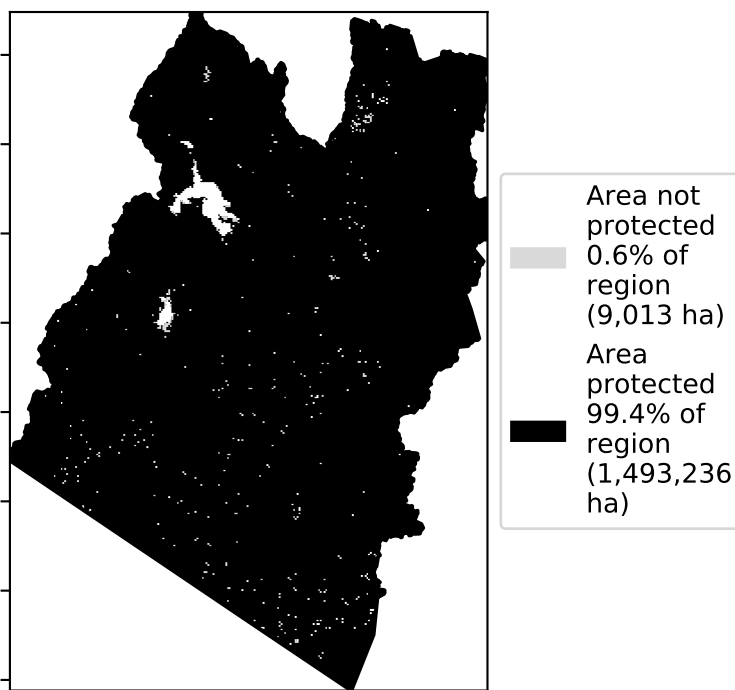 Area not
protected
0.6% of
region
(9,013 ha)
Area
protected
99.4% of
region
(1,493,236
ha)